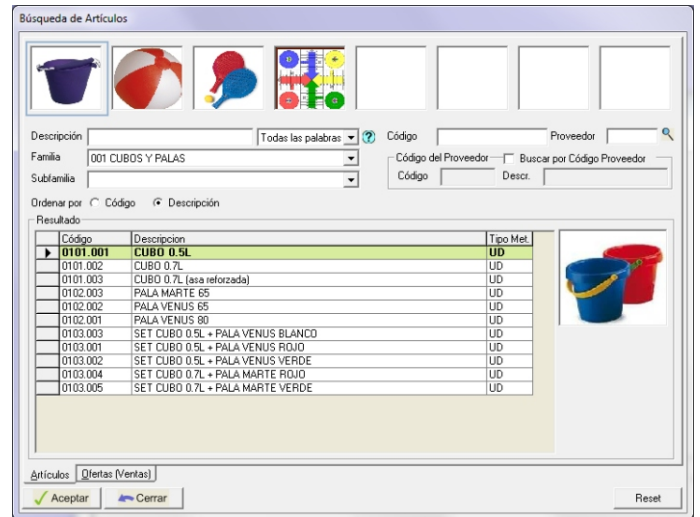 Búsqueda de Artículos
Descripción Todas las palabras ? Código Proveedor
Familia 001 CUBOS Y PALAS Código del Proveedor Buscar por Código Proveedor
Subfamilia Código Descr.
Ordenar por Código Descripción
Resultado
Código Descripcion Tipo Met.
0101.001 CUBO 0.5L UD
0101.002 CUBO 0.7L UD
0101.003 CUBO 0.7L (asa reforzada) UD
0102.003 PALA MARTE 65 UD
0102.002 PALA VENUS 65 UD
0102.001 PALA VENUS 80 UD
0103.003 SET CUBO 0.5L + PALA VENUS BLANCO UD
0103.001 SET CUBO 0.5L + PALA VENUS ROJO UD
0103.002 SET CUBO 0.5L + PALA VENUS VERDE UD
0103.004 SET CUBO 0.7L + PALA MARTE ROJO UD
0103.005 SET CUBO 0.7L + PALA MARTE VERDE UD
Artículos Ofertas (Ventas)
Aceptar Cerrar Reset